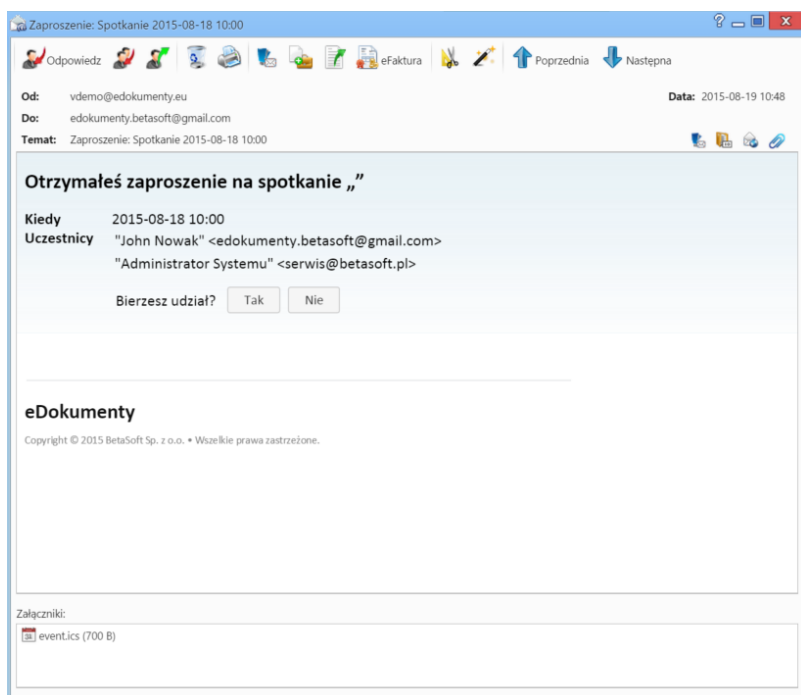 Zaproszenie: Spotkanie 2015-08-18 10:00
Odpowiedz eFaktura Poprzednia Następna
Od: vdemo@edokumenty.eu Data: 2015-08-19 10:48
Do: edokumenty.betasoft@gmail.com
Temat: Zaproszenie: Spotkanie 2015-08-18 10:00
Otrzymałeś zaproszenie na spotkanie „”
Kiedy 2015-08-18 10:00
Uczestnicy "John Nowak" <edokumenty.betasoft@gmail.com>
"Administrator Systemu" <serwis@betasoft.pl>
Bierzesz udział? Tak Nie
eDokumenty
Copyright © 2015 BetaSoft Sp. z o.o. • Wszelkie prawa zastrzeżone.
Załączniki:
event.ics (700 B)